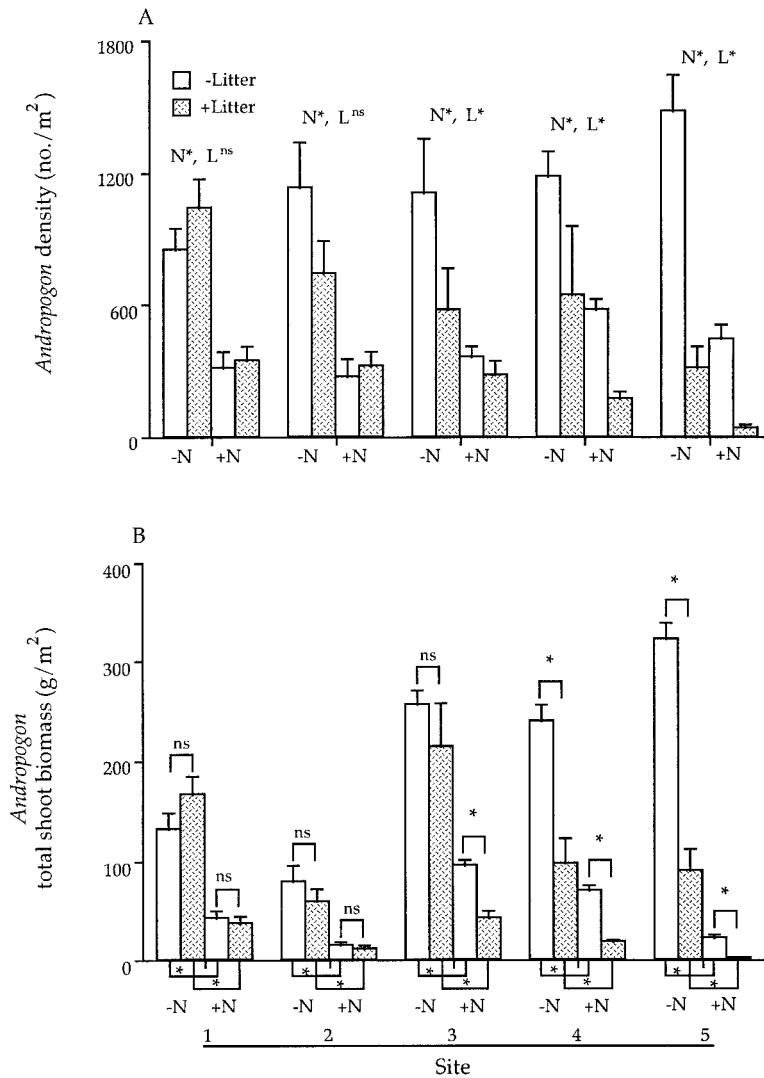 A
1800
1200
600
0
Andropogon density (no./m²)
-Litter
+Litter
N*, Lⁿˢ
N*, Lⁿˢ
N*, L*
N*, L*
N*, L*
-N +N -N +N -N +N -N +N -N +N
B
400
300
200
100
0
Andropogon
total shoot biomass (g/m²)
ns
ns
ns
ns
ns
*
*
*
*
*
* * * * * * * * * *
-N +N -N +N -N +N -N +N -N +N
1 2 3 4 5
Site